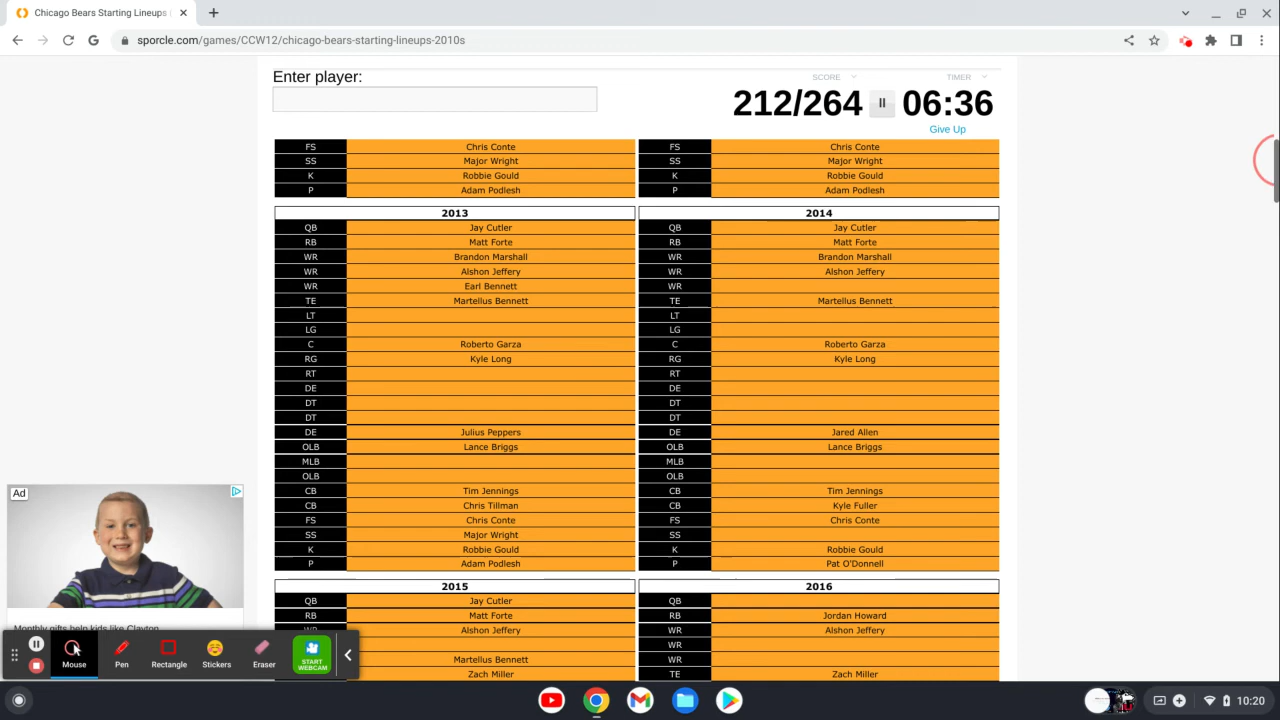 Chicago Bears Starting Lineups (
sporcle.com/games/CCW12/chicago-bears-starting-lineups-2010s
Enter player:
SCORE TIMER
212/264 06:36
Give Up
FS Chris Conte FS Chris Conte
SS Major Wright SS Major Wright
K Robbie Gould K Robbie Gould
P Adam Podlesh P Adam Podlesh
2013 2014
QB Jay Cutler QB Jay Cutler
RB Matt Forte RB Matt Forte
WR Brandon Marshall WR Brandon Marshall
WR Alshon Jeffery WR Alshon Jeffery
WR Earl Bennett WR
TE Martellus Bennett TE Martellus Bennett
LT LT
LG LG
C Roberto Garza C Roberto Garza
RG Kyle Long RG Kyle Long
RT RT
DE DE
DT DT
DT DT
DE Julius Peppers DE Jared Allen
OLB Lance Briggs OLB Lance Briggs
MLB MLB
OLB OLB
CB Tim Jennings CB Tim Jennings
CB Chris Tillman CB Kyle Fuller
FS Chris Conte FS Chris Conte
SS Major Wright SS
K Robbie Gould K Robbie Gould
P Adam Podlesh P Pat O'Donnell
2015 2016
QB Jay Cutler QB
RB Matt Forte RB Jordan Howard
WR Alshon Jeffery WR Alshon Jeffery
WR
Martellus Bennett WR
Zach Miller TE Zach Miller
Ad
Monthly gifts help kids like Clayton
Mouse Pen Rectangle Stickers Eraser START WEBCAM
10:20